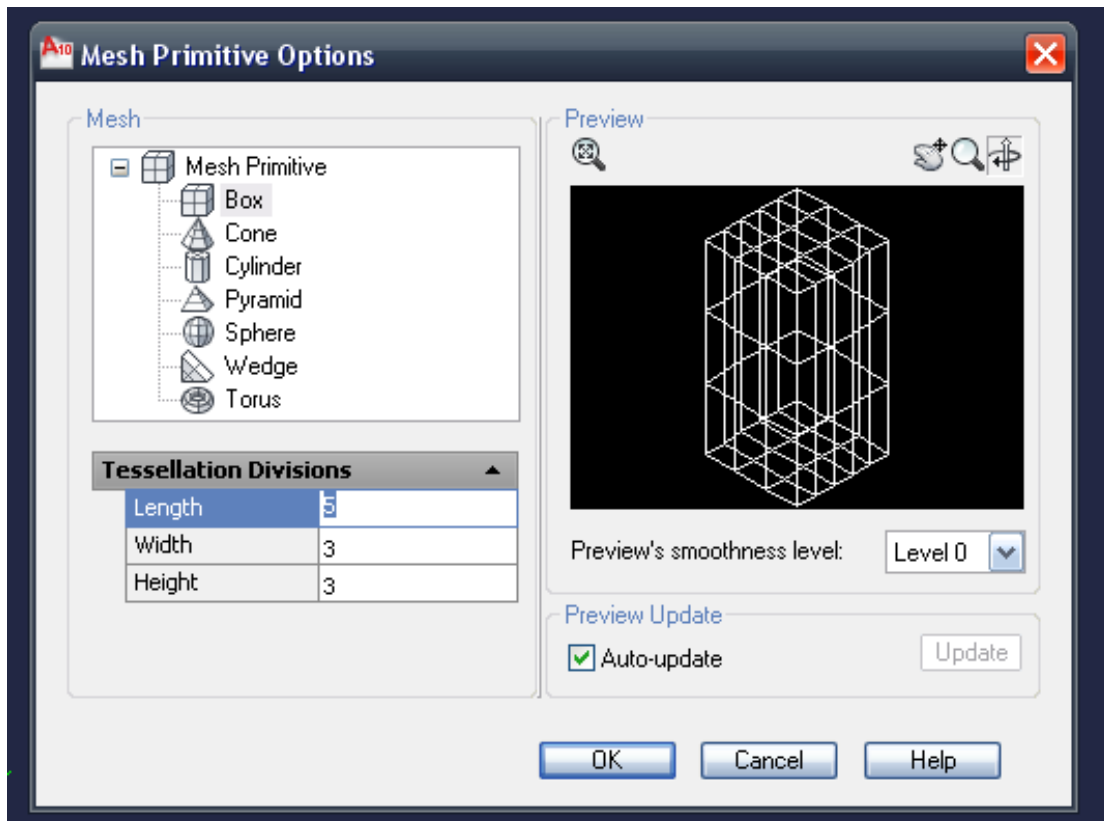 A10 Mesh Primitive Options
Mesh
Mesh Primitive
Box
Cone
Cylinder
Pyramid
Sphere
Wedge
Torus
Tessellation Divisions
Length 5
Width 3
Height 3
Preview
Preview's smoothness level: Level 0
Preview Update
Auto-update Update
OK Cancel Help